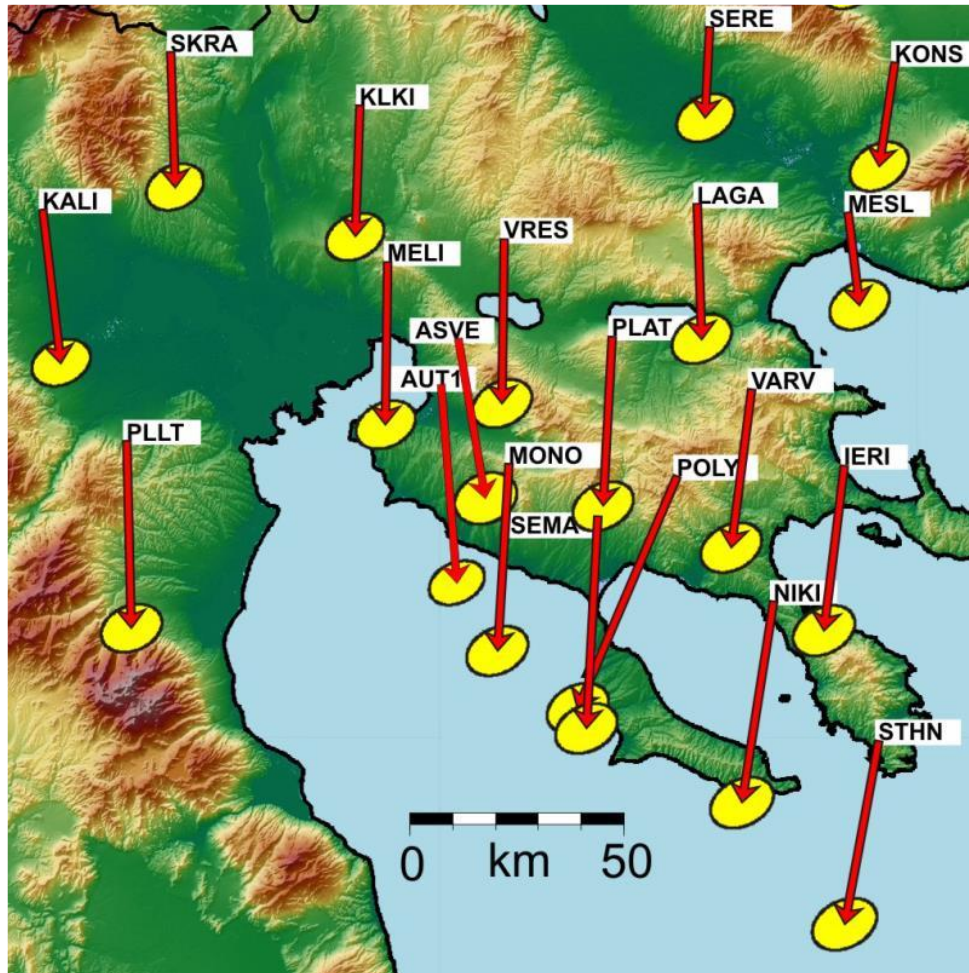 SERE
SKRA
KONS
KLKI
KALI
LAGA
MESL
VRES
MELI
ASVE
PLAT
AUT1
VARV
PLLT
MONO
POLY
IERI
SEMA
NIKI
STHN
0 km 50